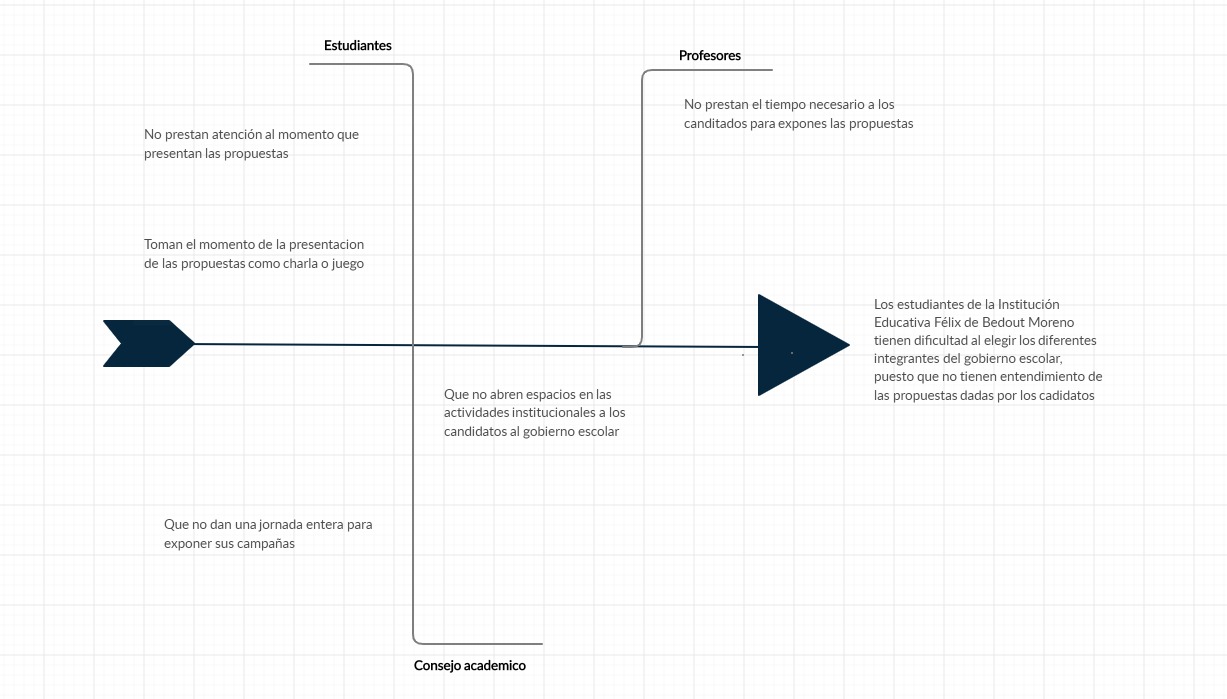 Estudiantes
Profesores
No prestan el tiempo necesario a los
canditados para expones las propuestas
No prestan atención al momento que
presentan las propuestas
Toman el momento de la presentacion
de las propuestas como charla o juego
Los estudiantes de la Institución
Educativa Félix de Bedout Moreno
tienen dificultad al elegir los diferentes
integrantes del gobierno escolar,
puesto que no tienen entendimiento de
las propuestas dadas por los cadidatos
Que no abren espacios en las
actividades institucionales a los
candidatos al gobierno escolar
Que no dan una jornada entera para
exponer sus campañas
Consejo academico